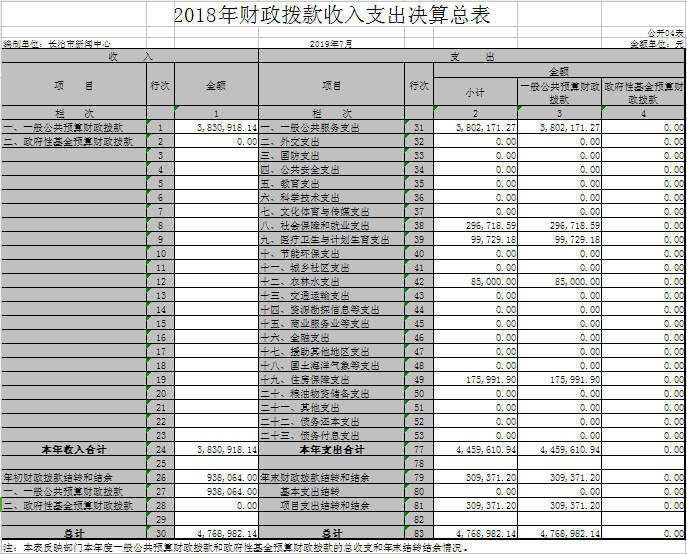 2018年财政拨款收入支出决算总表
公开04表
编制单位：长治市新闻中心 2019年7月 金额单位：元
收 入 支 出
项 目 行次 金额 项目 行次 金额
小计 一般公共预算财政拨款 政府性基金预算财政拨款
栏 次 1 栏 次 2 3 4
一、一般公共预算财政拨款 1 3,830,918.14 一、一般公共服务支出 31 3,802,171.27 3,802,171.27 0.00
二、政府性基金预算财政拨款 2 0.00 二、外交支出 32 0.00 0.00 0.00
3 三、国防支出 33 0.00 0.00 0.00
4 四、公共安全支出 34 0.00 0.00 0.00
5 五、教育支出 35 0.00 0.00 0.00
6 六、科学技术支出 36 0.00 0.00 0.00
7 七、文化体育与传媒支出 37 0.00 0.00 0.00
8 八、社会保障和就业支出 38 296,718.59 296,718.59 0.00
9 九、医疗卫生与计划生育支出 39 99,729.18 99,729.18 0.00
10 十、节能环保支出 40 0.00 0.00 0.00
11 十一、城乡社区支出 41 0.00 0.00 0.00
12 十二、农林水支出 42 85,000.00 85,000.00 0.00
13 十三、交通运输支出 43 0.00 0.00 0.00
14 十四、资源勘探信息等支出 44 0.00 0.00 0.00
15 十五、商业服务业等支出 45 0.00 0.00 0.00
16 十六、金融支出 46 0.00 0.00 0.00
17 十七、援助其他地区支出 47 0.00 0.00 0.00
18 十八、国土海洋气象等支出 48 0.00 0.00 0.00
19 十九、住房保障支出 49 175,991.90 175,991.90 0.00
20 二十、粮油物资储备支出 50 0.00 0.00 0.00
21 二十一、其他支出 51 0.00 0.00 0.00
22 二十二、债务还本支出 52 0.00 0.00 0.00
23 二十三、债务付息支出 53 0.00 0.00 0.00
本年收入合计 24 3,830,918.14 本年支出合计 77 4,459,610.94 4,459,610.94 0.00
25 78
年初财政拨款结转和结余 26 938,064.00 年末财政拨款结转和结余 79 309,371.20 309,371.20 0.00
一、一般公共预算财政拨款 27 938,064.00 基本支出结转 80 0.00 0.00 0.00
二、政府性基金预算财政拨款 28 0.00 项目支出结转和结余 81 309,371.20 309,371.20 0.00
29 82
总计 30 4,768,982.14 总计 83 4,768,982.14 4,768,982.14 0.00
注：本表反映部门本年度一般公共预算财政拨款和政府性基金预算财政拨款的总收支和年末结转结余情况。